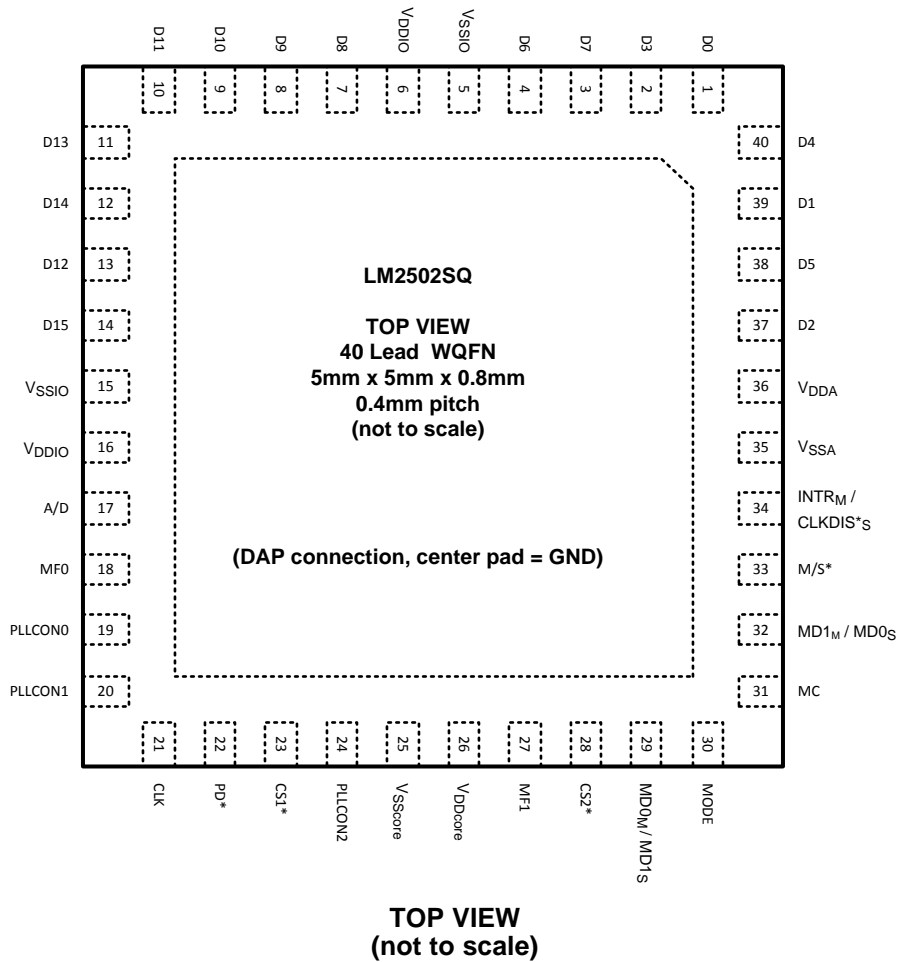 D11 D10 D9 D8 VDDIO VSSIO D6 D7 D3 D0
10 9 8 7 6 5 4 3 2 1
D13 11
D14 12
D12 13
D15 14
VSSIO 15
VDDIO 16
A/D 17
MF0 18
PLLCON0 19
PLLCON1 20
LM2502SQ
TOP VIEW
40 Lead WQFN
5mm x 5mm x 0.8mm
0.4mm pitch
(not to scale)
(DAP connection, center pad = GND)
40 D4
39 D1
38 D5
37 D2
36 VDDA
35 VSSA
34 INTRM /
CLKDIS*S
33 M/S*
32 MD1M / MD0S
31 MC
21 22 23 24 25 26 27 28 29 30
CLK PD* CS1* PLLCON2 VSScore VDDcore MF1 CS2* MD0M / MD1S MODE
TOP VIEW
(not to scale)